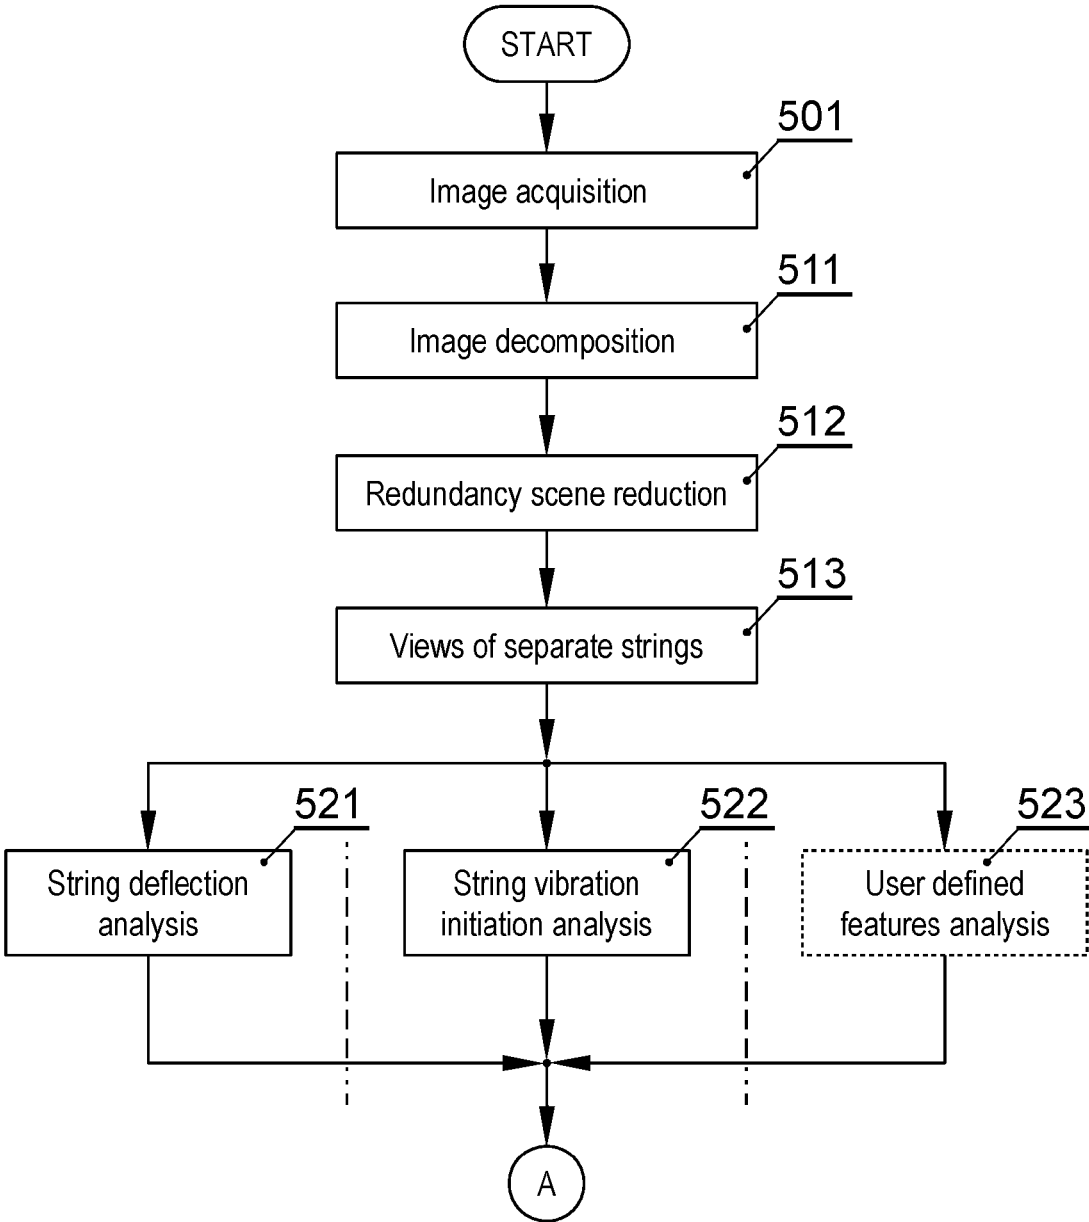 START
501
Image acquisition
511
Image decomposition
512
Redundancy scene reduction
513
Views of separate strings
521
String deflection
analysis
522
String vibration
initiation analysis
523
User defined
features analysis
A